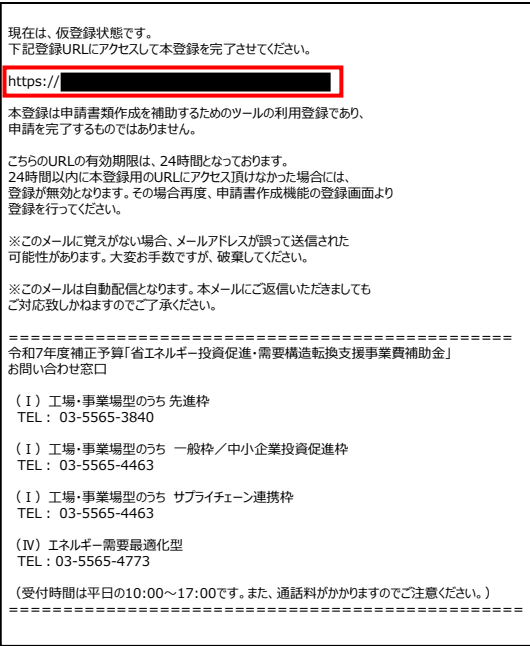 現在は、仮登録状態です。
下記登録URLにアクセスして本登録を完了させてください。
https://
本登録は申請書類作成を補助するためのツールの利用登録であり、
申請を完了するものではありません。
こちらのURLの有効期限は、24時間となっております。
24時間以内に本登録用のURLにアクセス頂けなかった場合には、
登録が無効となります。その場合再度、申請書作成機能の登録画面より
登録を行ってください。
※このメールに覚えがない場合、メールアドレスが誤って送信された
可能性があります。大変お手数ですが、破棄してください。
※このメールは自動配信となります。本メールにご返信いただきましても
ご対応致しかねますのでご了承ください。
===============================================
令和7年度補正予算「省エネルギー投資促進・需要構造転換支援事業費補助金」
お問い合わせ窓口
（Ⅰ）工場・事業場型のうち 先進枠
TEL： 03-5565-3840
（Ⅰ）工場・事業場型のうち 一般枠／中小企業投資促進枠
TEL： 03-5565-4463
（Ⅰ）工場・事業場型のうち サプライチェーン連携枠
TEL： 03-5565-4463
（Ⅳ）エネルギー需要最適化型
TEL：03-5565-4773
（受付時間は平日の10:00～17:00です。また、通話料がかかりますのでご注意ください。）
================================================